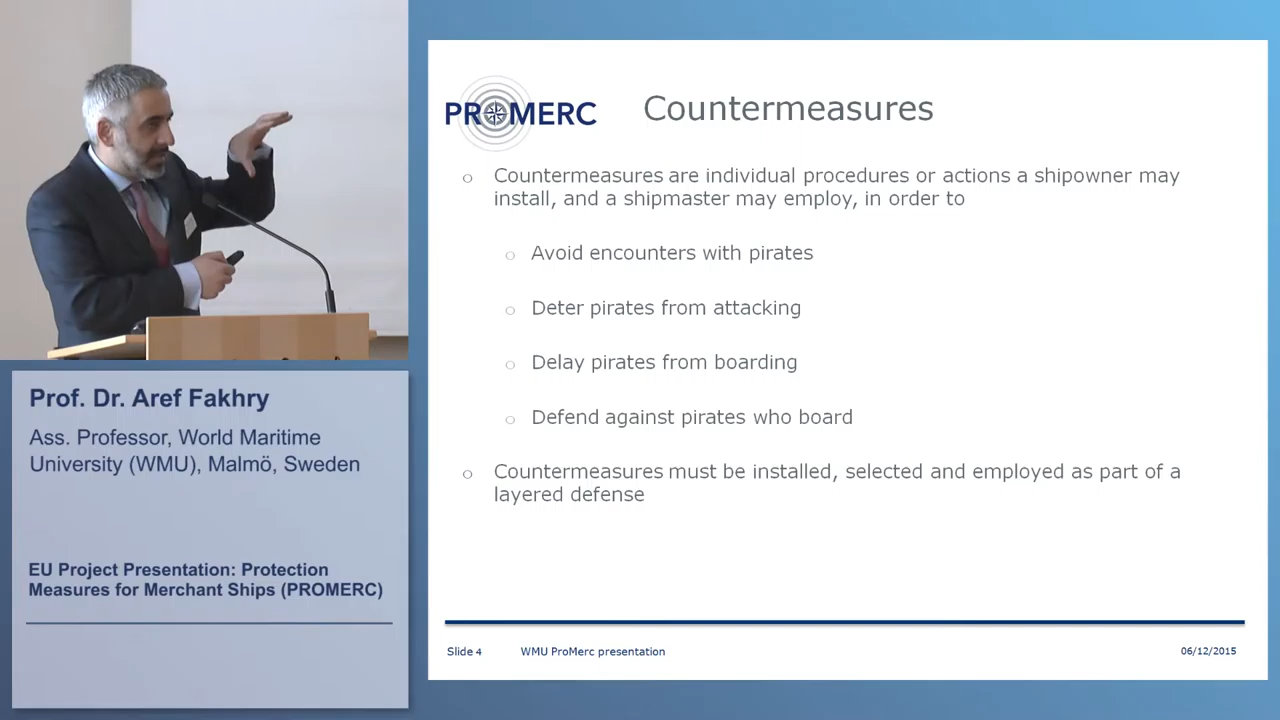 PROMERC
Countermeasures
o Countermeasures are individual procedures or actions a shipowner may
install, and a shipmaster may employ, in order to
o Avoid encounters with pirates
o Deter pirates from attacking
o Delay pirates from boarding
o Defend against pirates who board
o Countermeasures must be installed, selected and employed as part of a
layered defense
Slide 4 WMU ProMerc presentation 06/12/2015
Prof. Dr. Aref Fakhry
Ass. Professor, World Maritime
University (WMU), Malmö, Sweden
EU Project Presentation: Protection
Measures for Merchant Ships (PROMERC)